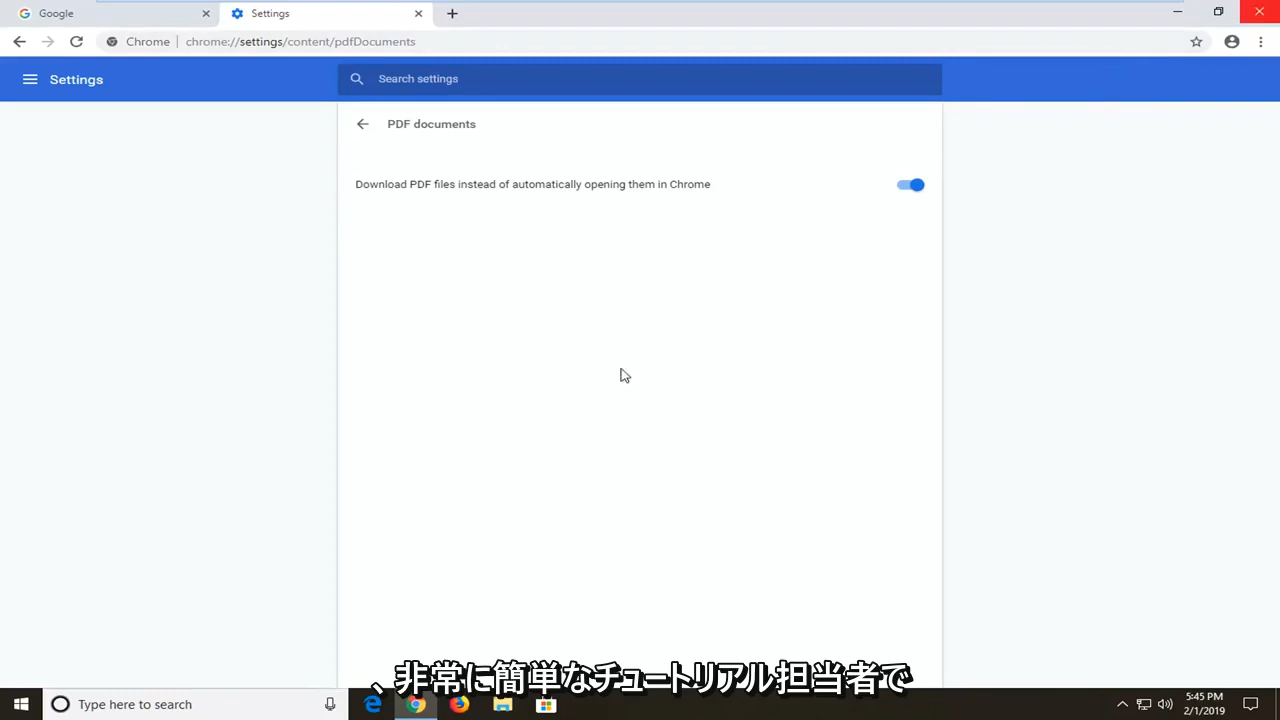 Google
Settings
Chrome | chrome://settings/content/pdfDocuments
Settings
Search settings
PDF documents
Download PDF files instead of automatically opening them in Chrome
、非常に簡単なチュートリアル担当者で
Type here to search
5:45 PM
2/1/2019